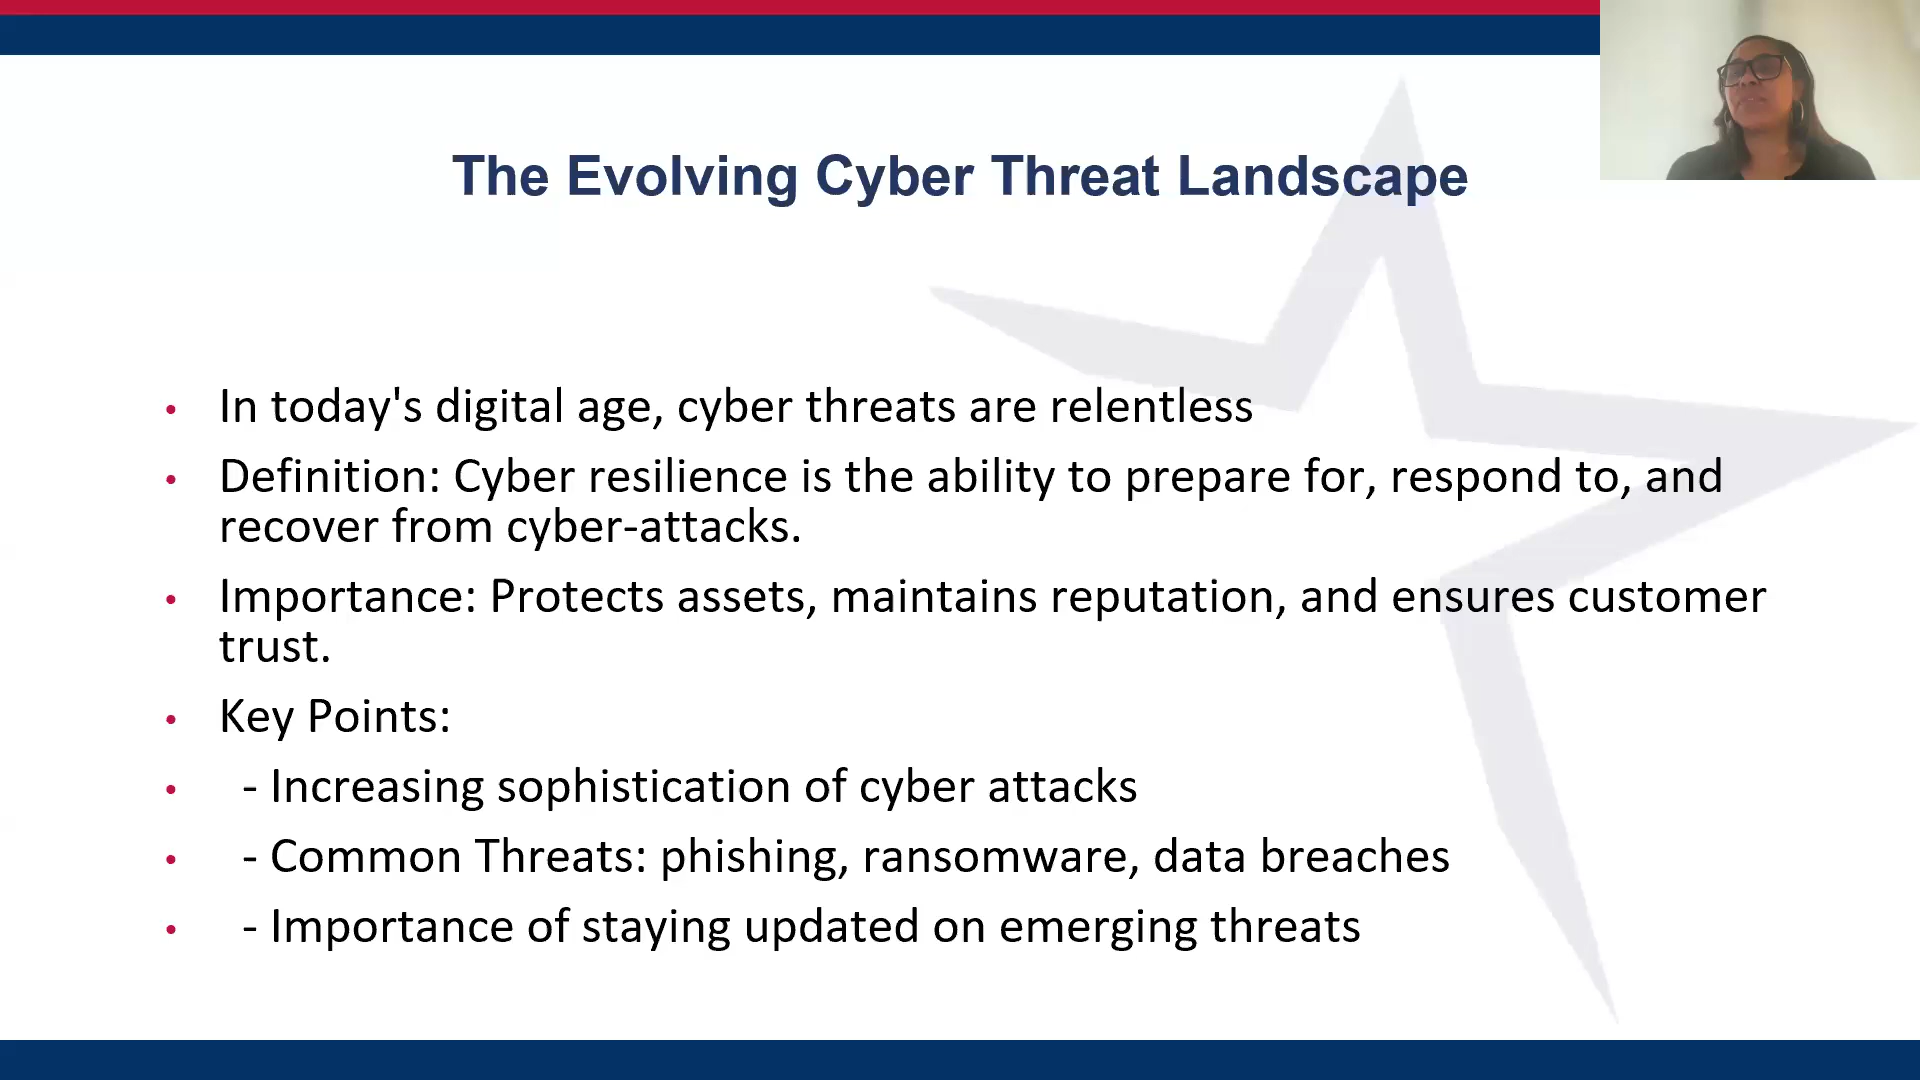 The Evolving Cyber Threat Landscape
• In today's digital age, cyber threats are relentless
• Definition: Cyber resilience is the ability to prepare for, respond to, and
recover from cyber-attacks.
• Importance: Protects assets, maintains reputation, and ensures customer
trust.
• Key Points:
• - Increasing sophistication of cyber attacks
• - Common Threats: phishing, ransomware, data breaches
• - Importance of staying updated on emerging threats